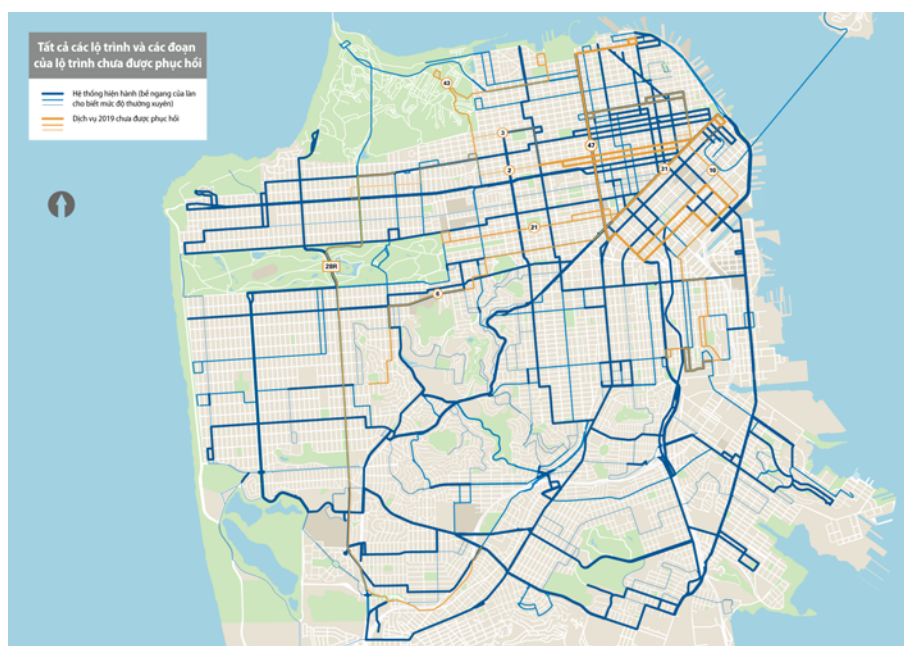 Tất cả các lộ trình và các đoạn
của lộ trình chưa được phục hồi
Hệ thống hiện hành (bề ngang của làn
cho biết mức độ thường xuyên)
Dịch vụ 2019 chưa được phục hồi
43
3
47
2
31
10
21
28R
6